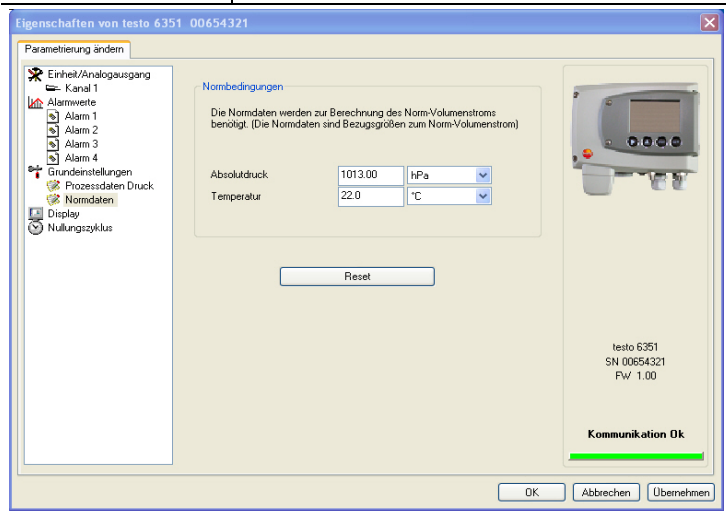 Eigenschaften von testo 6351 00654321
Parametrierung ändern
Einheit/Analogausgang
Kanal 1
Alarmwerte
Alarm 1
Alarm 2
Alarm 3
Alarm 4
Grundeinstellungen
Prozessdaten Druck
Normdaten
Display
Nullungszyklus
Normbedingungen
Die Normdaten werden zur Berechnung des Norm-Volumenstroms
benötigt. (Die Normdaten sind Bezugsgrößen zum Norm-Volumenstrom)
Absolutdruck 1013.00 hPa
Temperatur 22.0 °C
Reset
testo 6351
SN 00654321
FW 1.00
Kommunikation Ok
OK Abbrechen Übernehmen